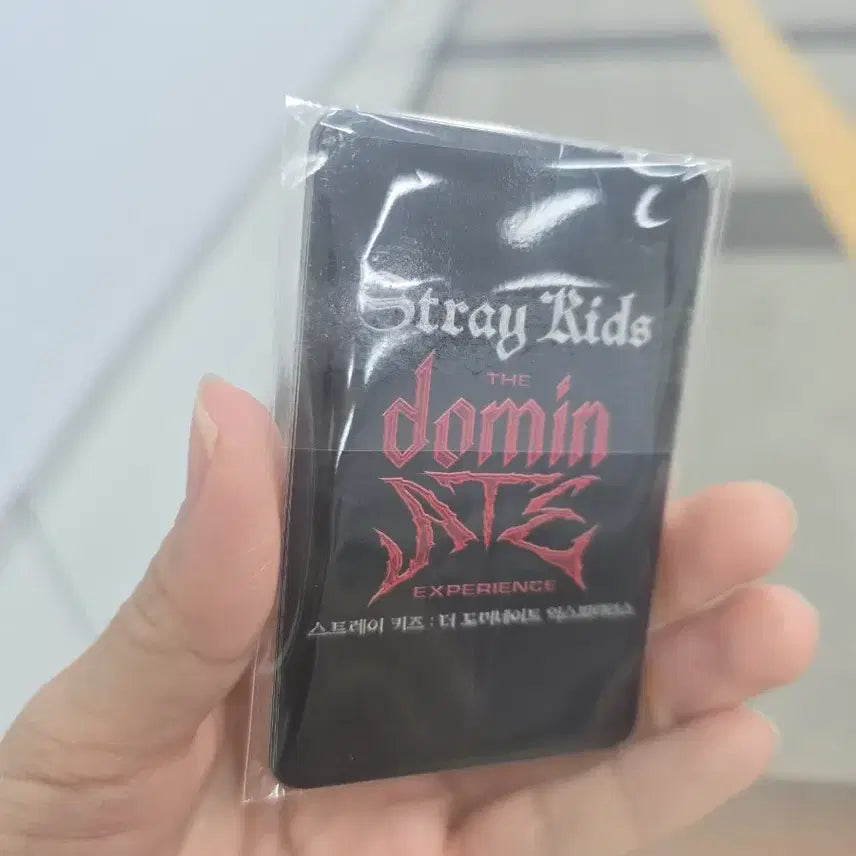 Stray Kids
THE
domin
ATE
EXPERIENCE
스트레이 키즈 : 더 도미네이트 익스피리언스